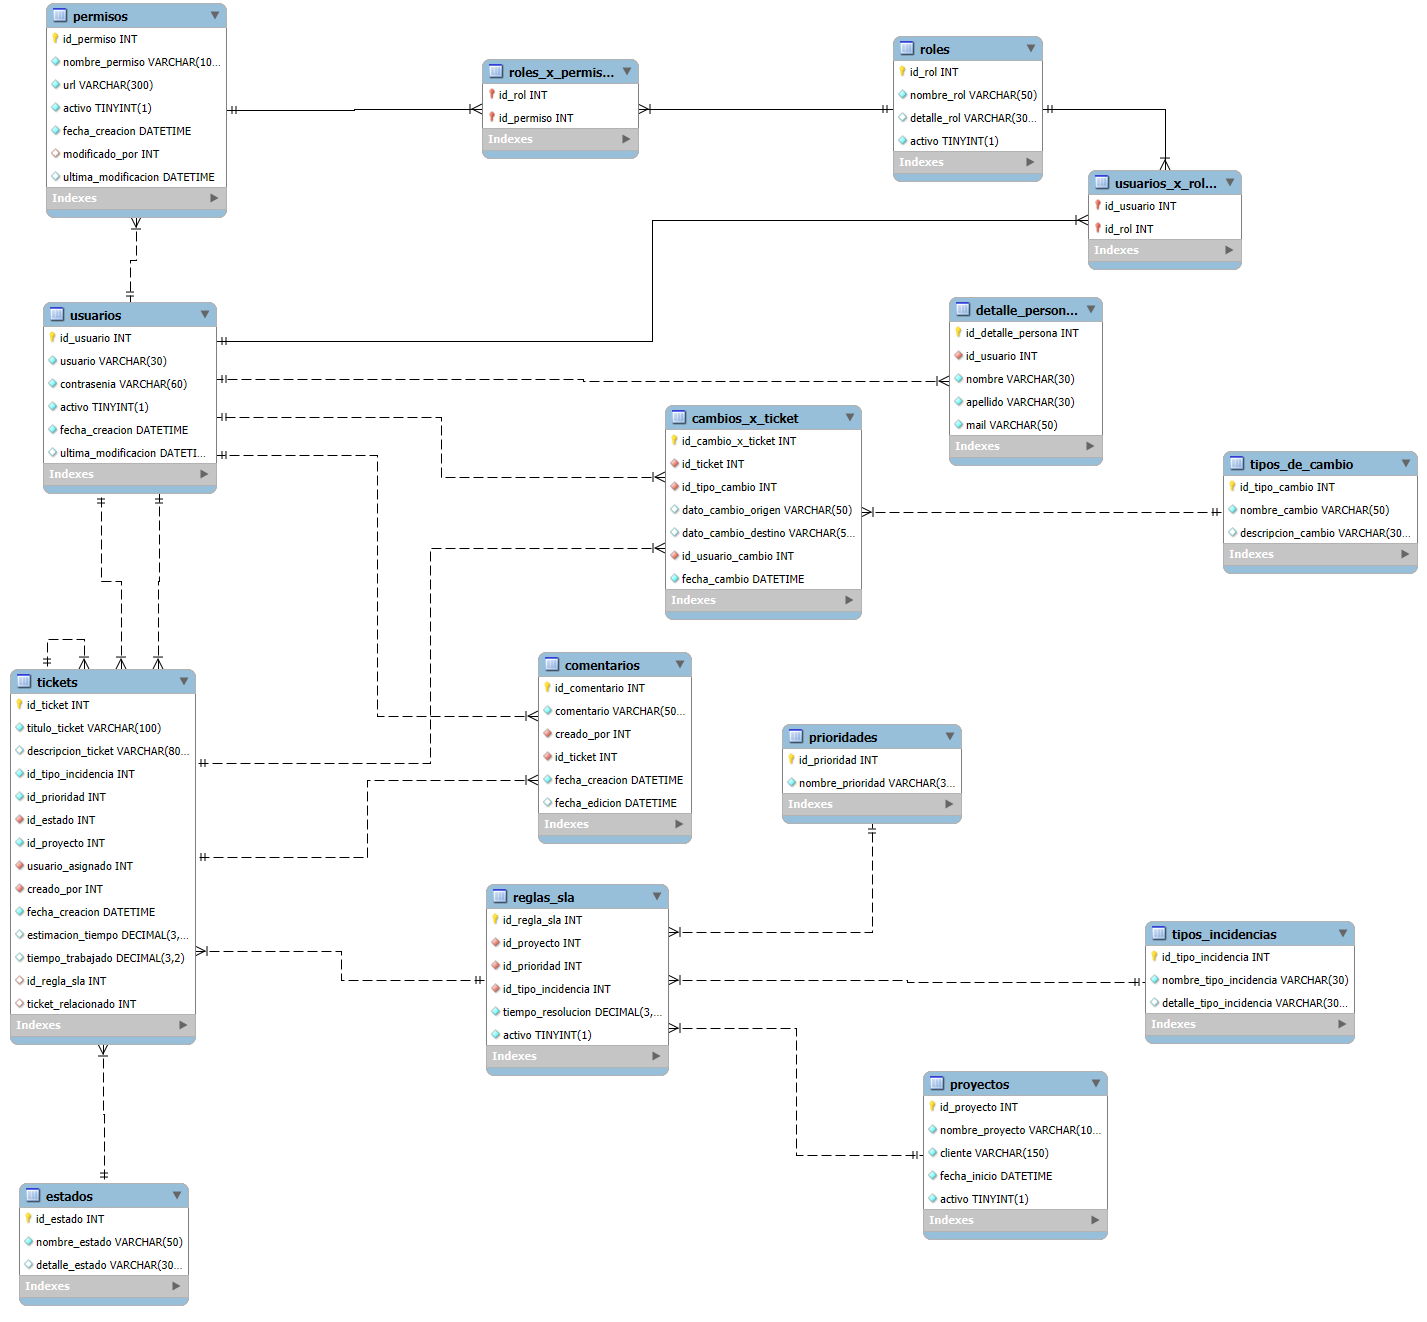 permisos
id_permiso INT
nombre_permiso VARCHAR(10...
url VARCHAR(300)
activo TINYINT(1)
fecha_creacion DATETIME
modificado_por INT
ultima_modificacion DATETIME
Indexes
roles_x_permis...
id_rol INT
id_permiso INT
Indexes
roles
id_rol INT
nombre_rol VARCHAR(50)
detalle_rol VARCHAR(30...
activo TINYINT(1)
Indexes
usuarios_x_rol...
id_usuario INT
id_rol INT
Indexes
usuarios
id_usuario INT
usuario VARCHAR(30)
contrasenia VARCHAR(60)
activo TINYINT(1)
fecha_creacion DATETIME
ultima_modificacion DATETI...
Indexes
detalle_person...
id_detalle_persona INT
id_usuario INT
nombre VARCHAR(30)
apellido VARCHAR(30)
mail VARCHAR(50)
Indexes
cambios_x_ticket
id_cambio_x_ticket INT
id_ticket INT
id_tipo_cambio INT
dato_cambio_origen VARCHAR(50)
dato_cambio_destino VARCHAR(5...
id_usuario_cambio INT
fecha_cambio DATETIME
Indexes
tipos_de_cambio
id_tipo_cambio INT
nombre_cambio VARCHAR(50)
descripcion_cambio VARCHAR(30...
Indexes
tickets
id_ticket INT
titulo_ticket VARCHAR(100)
descripcion_ticket VARCHAR(80...
id_tipo_incidencia INT
id_prioridad INT
id_estado INT
id_proyecto INT
usuario_asignado INT
creado_por INT
fecha_creacion DATETIME
estimacion_tiempo DECIMAL(3,...
tiempo_trabajado DECIMAL(3,2)
id_regla_sla INT
ticket_relacionado INT
Indexes
comentarios
id_comentario INT
comentario VARCHAR(50...
creado_por INT
id_ticket INT
fecha_creacion DATETIME
fecha_edicion DATETIME
Indexes
prioridades
id_prioridad INT
nombre_prioridad VARCHAR(3...
Indexes
reglas_sla
id_regla_sla INT
id_proyecto INT
id_prioridad INT
id_tipo_incidencia INT
tiempo_resolucion DECIMAL(3,...
activo TINYINT(1)
Indexes
tipos_incidencias
id_tipo_incidencia INT
nombre_tipo_incidencia VARCHAR(30)
detalle_tipo_incidencia VARCHAR(30...
Indexes
proyectos
id_proyecto INT
nombre_proyecto VARCHAR(10...
cliente VARCHAR(150)
fecha_inicio DATETIME
activo TINYINT(1)
Indexes
estados
id_estado INT
nombre_estado VARCHAR(50)
detalle_estado VARCHAR(30...
Indexes